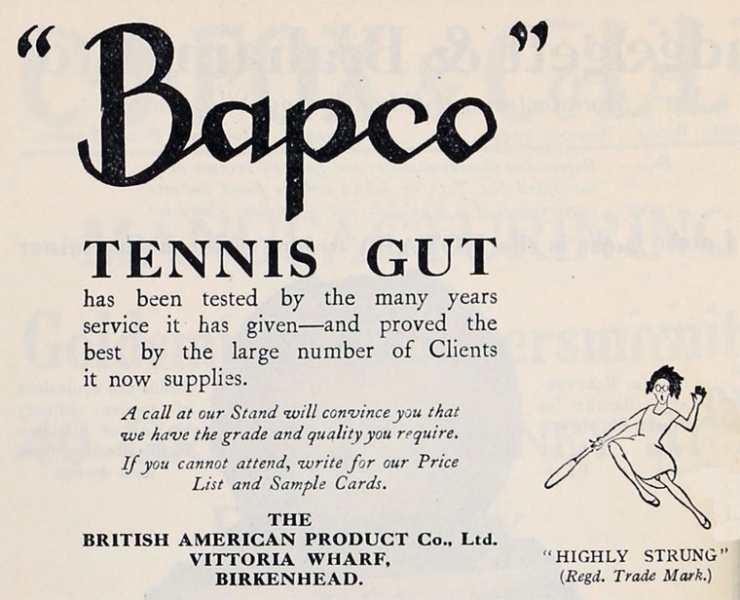 “Bapco”
TENNIS GUT
has been tested by the many years
service it has given—and proved the
best by the large number of Clients
it now supplies.
A call at our Stand will convince you that
we have the grade and quality you require.
If you cannot attend, write for our Price
List and Sample Cards.
THE
BRITISH AMERICAN PRODUCT Co., Ltd.
VITTORIA WHARF,
BIRKENHEAD.
“HIGHLY STRUNG”
(Regd. Trade Mark.)